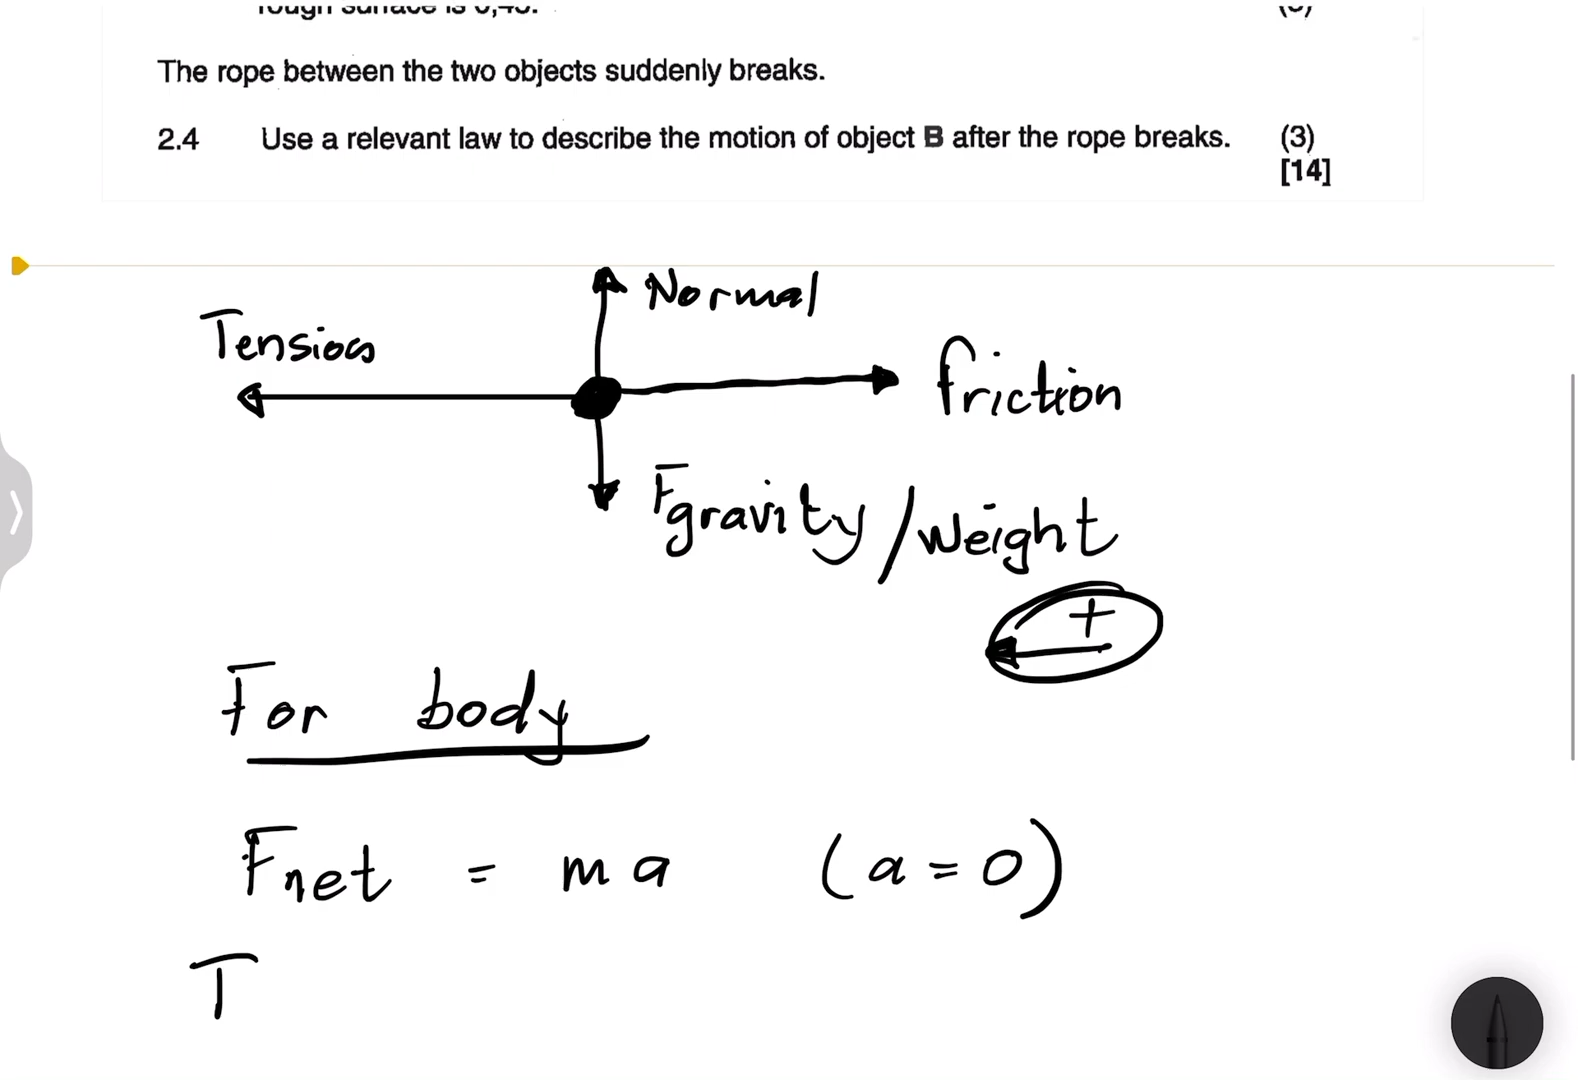 The rope between the two objects suddenly breaks.
2.4 Use a relevant law to describe the motion of object B after the rope breaks. (3)
[14]
Normal
Tension
friction
Fgravity/weight
+
For body
Fnet = ma (a = 0)
T